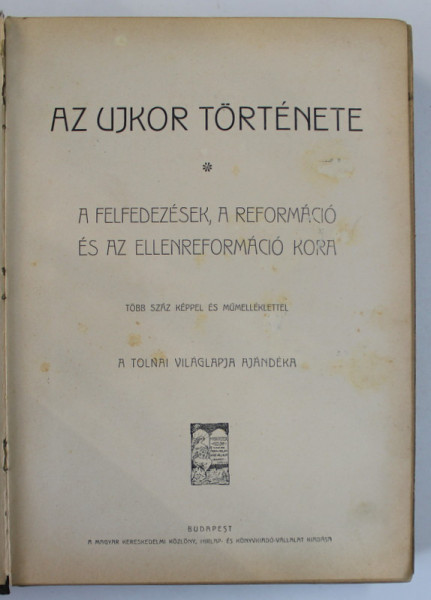 AZ UJKOR TÖRTÉNETE
A FELFEDEZÉSEK, A REFORMÁCIÓ
ÉS AZ ELLENREFORMÁCIÓ KORA
TÖBB SZÁZ KÉPPEL ÉS MŰMELLÉKLETTEL
A TOLNAI VILÁGLAPJA AJÁNDÉKA
BUDAPEST
A MAGYAR KERESKEDELMI KÖZLÖNY, HIRLAP- ÉS KÖNYVKIADÓ-VÁLLALAT KIADÁSA